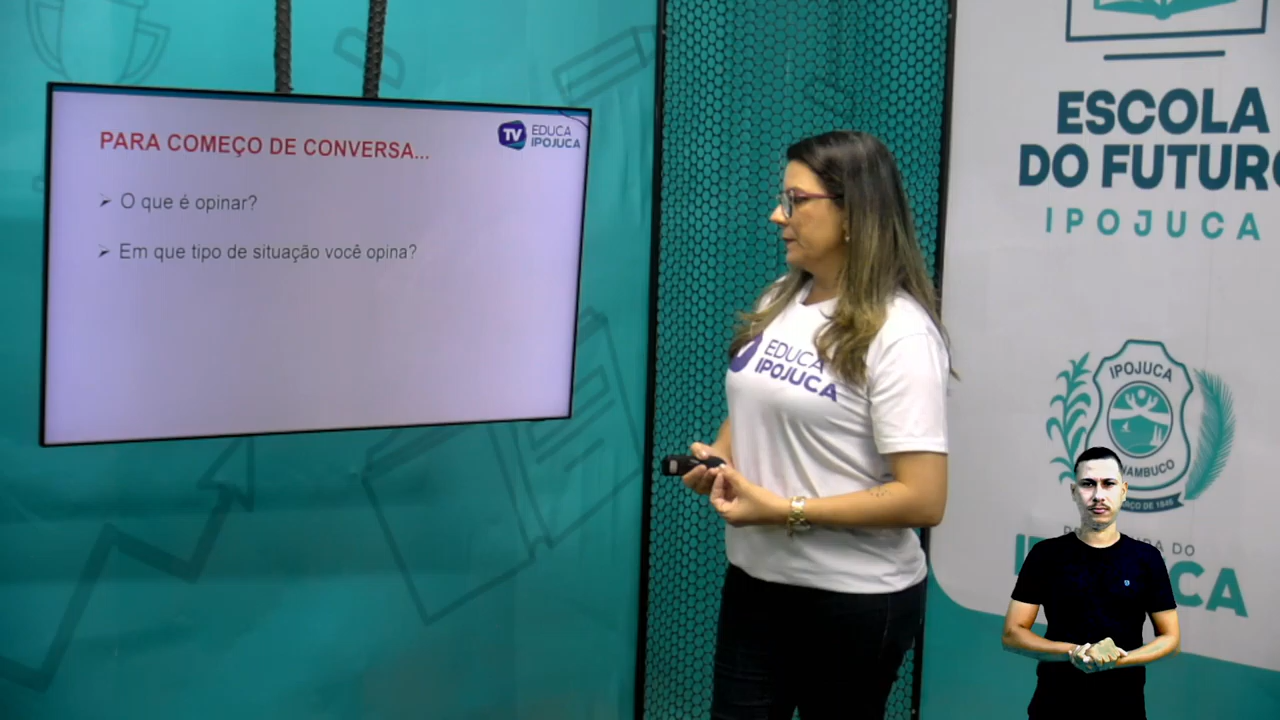 PARA COMEÇO DE CONVERSA...
TV EDUCA
IPOJUCA
➢ O que é opinar?
➢ Em que tipo de situação você opina?
EDUCA
IPOJUCA
ESCOLA
DO FUTURO
IPOJUCA
IPOJUCA
DO